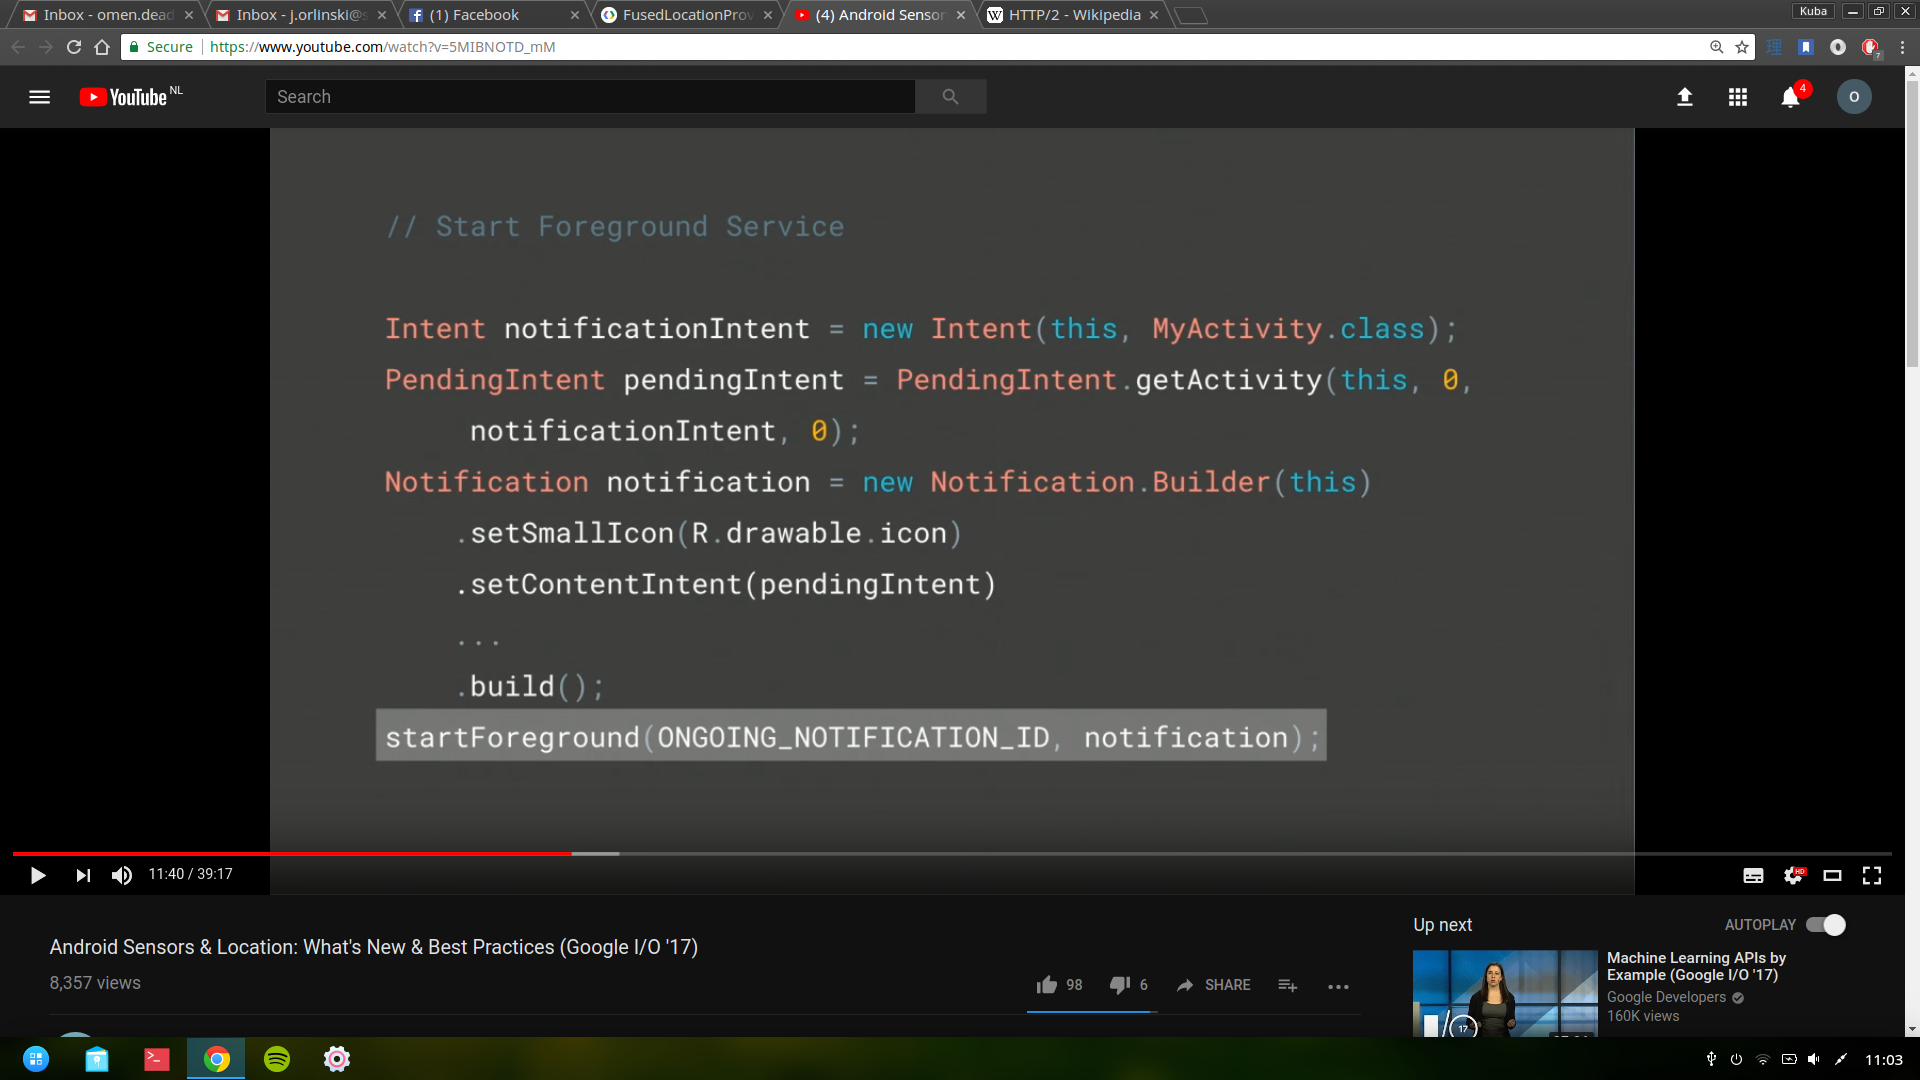 Inbox - omen.dead
Inbox - j.orlinski@s
(1) Facebook
FusedLocationProv
(4) Android Sensor
HTTP/2 - Wikipedia
Kuba
Secure
https://www.youtube.com/watch?v=5MIBNOTD_mM
7
YouTube NL
Search
4
o
// Start Foreground Service
Intent notificationIntent = new Intent(this, MyActivity.class);
PendingIntent pendingIntent = PendingIntent.getActivity(this, 0,
notificationIntent, 0);
Notification notification = new Notification.Builder(this)
.setSmallIcon(R.drawable.icon)
.setContentIntent(pendingIntent)
...
.build();
startForeground(ONGOING_NOTIFICATION_ID, notification);
11:40 / 39:17
HD
Up next
AUTOPLAY
Android Sensors & Location: What's New & Best Practices (Google I/O '17)
8,357 views
98
6
SHARE
Machine Learning APIs by
Example (Google I/O '17)
Google Developers
160K views
17
11:03